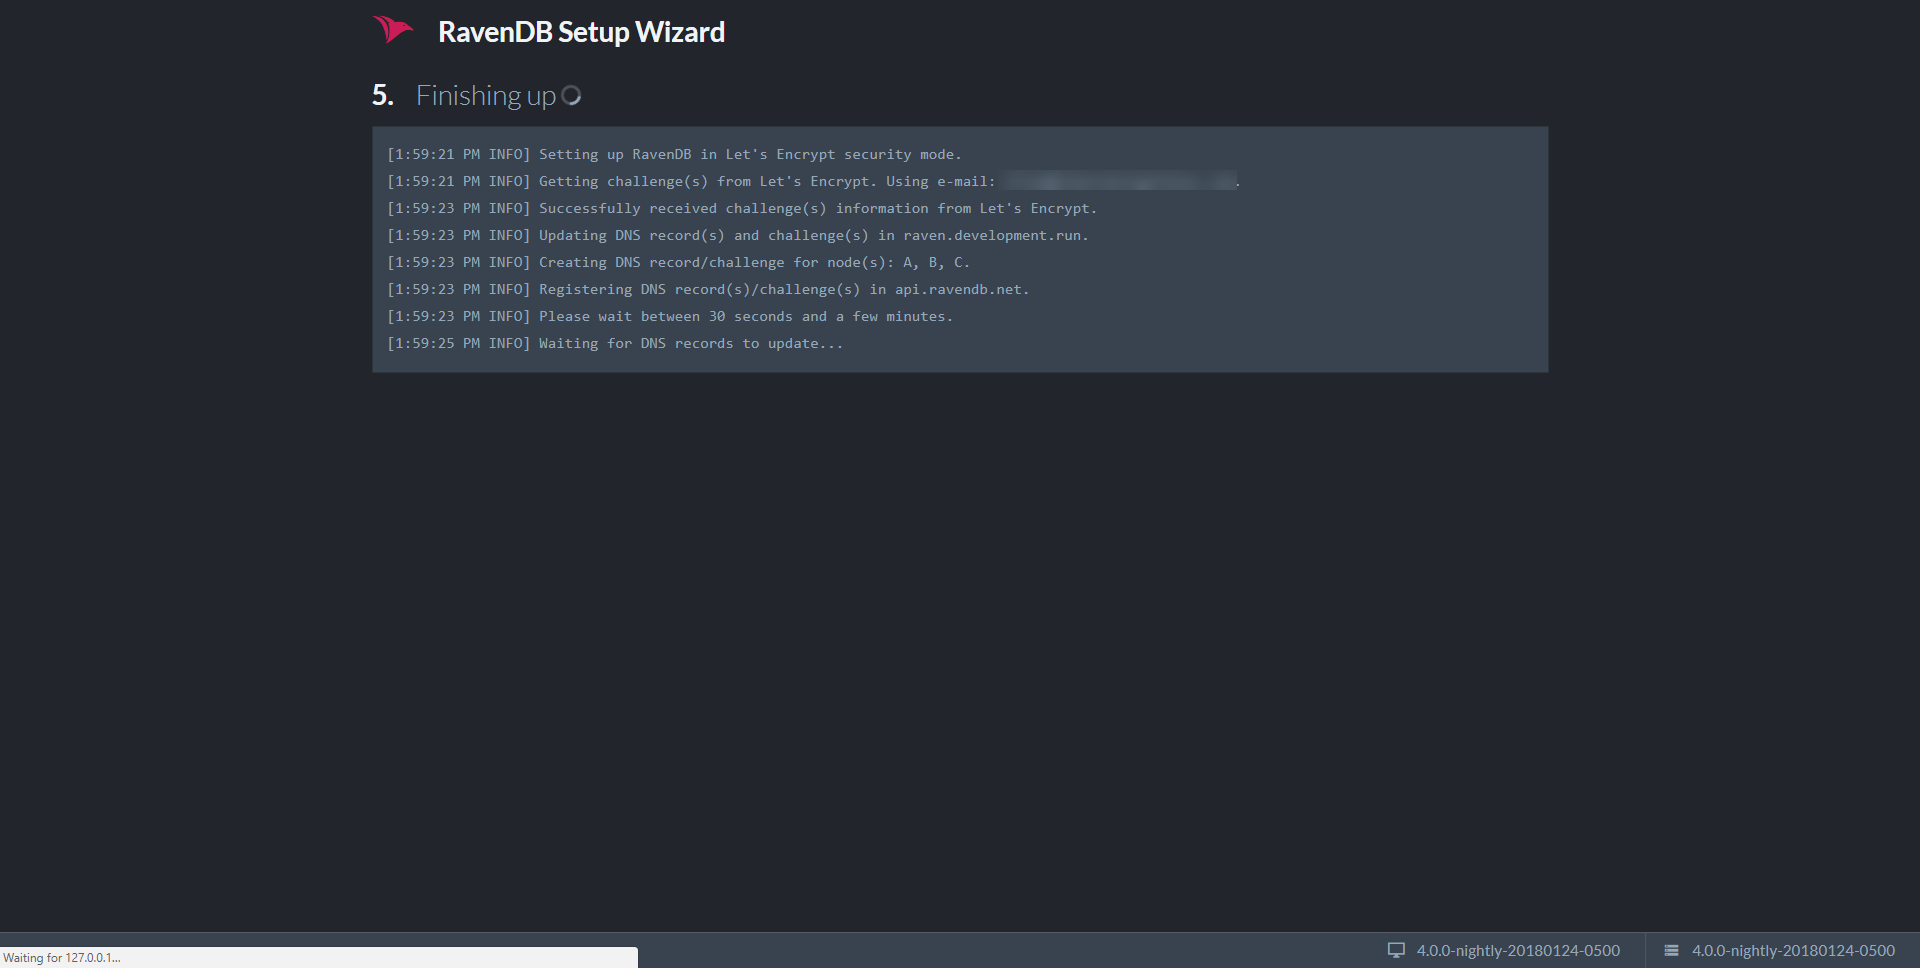 RavenDB Setup Wizard
5. Finishing up
[1:59:21 PM INFO] Setting up RavenDB in Let's Encrypt security mode.
[1:59:21 PM INFO] Getting challenge(s) from Let's Encrypt. Using e-mail: .
[1:59:23 PM INFO] Successfully received challenge(s) information from Let's Encrypt.
[1:59:23 PM INFO] Updating DNS record(s) and challenge(s) in raven.development.run.
[1:59:23 PM INFO] Creating DNS record/challenge for node(s): A, B, C.
[1:59:23 PM INFO] Registering DNS record(s)/challenge(s) in api.ravendb.net.
[1:59:23 PM INFO] Please wait between 30 seconds and a few minutes.
[1:59:25 PM INFO] Waiting for DNS records to update...
Waiting for 127.0.0.1...
4.0.0-nightly-20180124-0500
4.0.0-nightly-20180124-0500